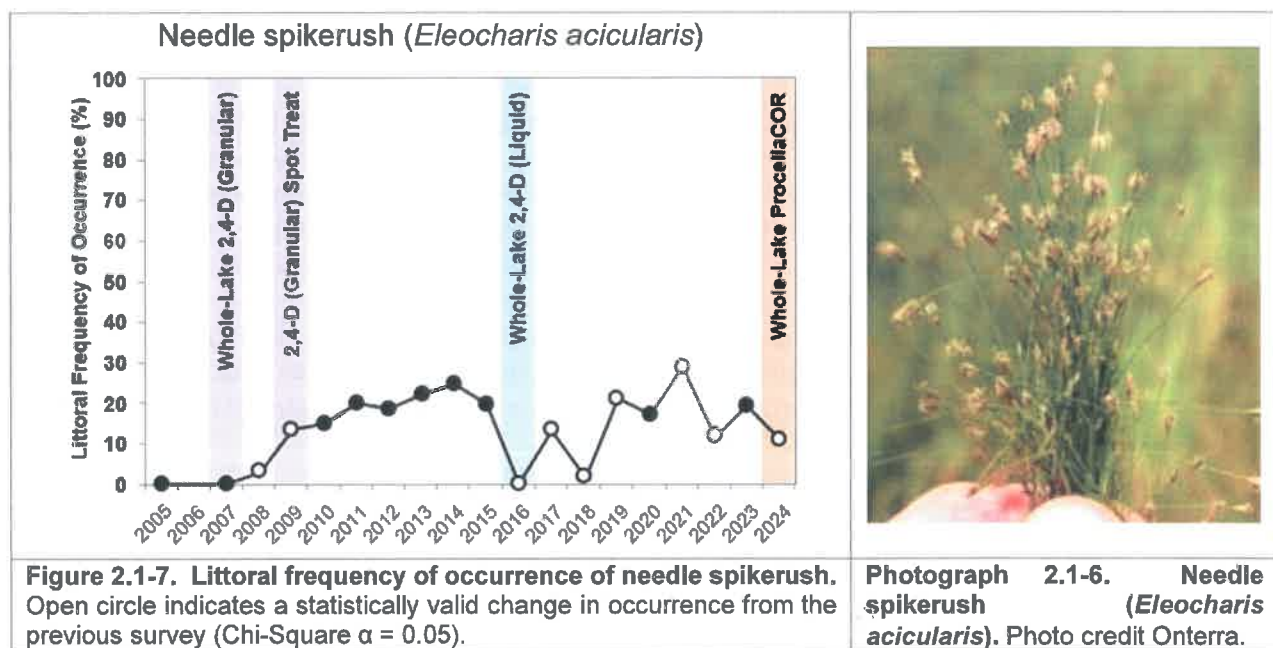 Needle spikerush (Eleocharis acicularis)
Littoral Frequency of Occurrence (%)
100
90
80
70
60
50
40
30
20
10
0
Whole-Lake 2,4-D (Granular)
2,4-D (Granular) Spot Treat
Whole-Lake 2,4-D (Liquid)
Whole-Lake ProcellaCOR
2005
2006
2007
2008
2009
2010
2011
2012
2013
2014
2015
2016
2017
2018
2019
2020
2021
2022
2023
2024
Figure 2.1-7. Littoral frequency of occurrence of needle spikerush.
Open circle indicates a statistically valid change in occurrence from the
previous survey (Chi-Square α = 0.05).
Photograph 2.1-6. Needle
spikerush (Eleocharis
acicularis). Photo credit Onterra.